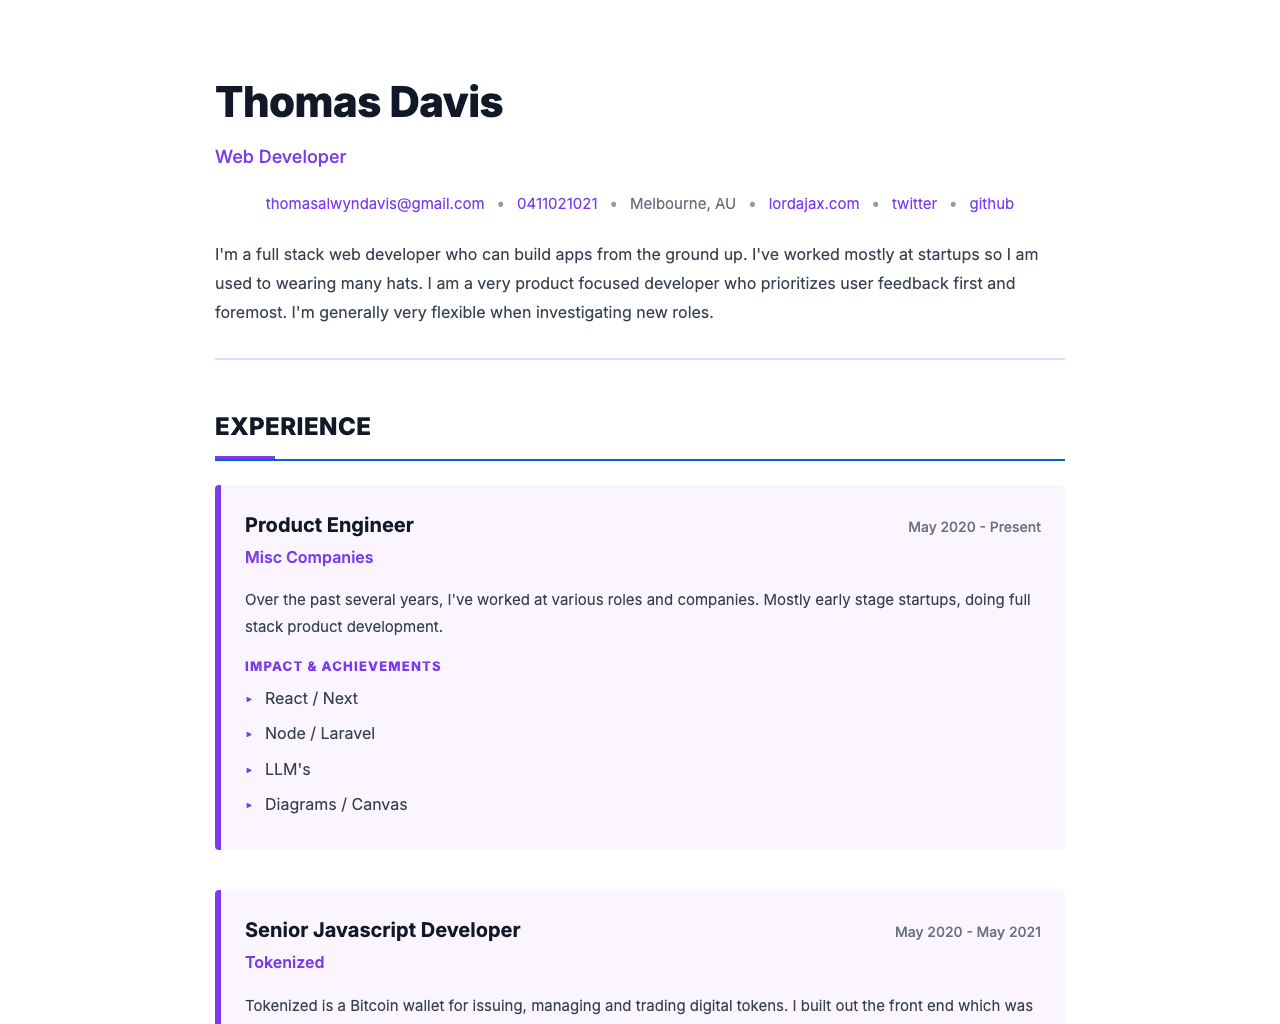 Thomas Davis
Web Developer
thomasalwyndavis@gmail.com • 0411021021 • Melbourne, AU • lordajax.com • twitter • github
I'm a full stack web developer who can build apps from the ground up. I've worked mostly at startups so I am
used to wearing many hats. I am a very product focused developer who prioritizes user feedback first and
foremost. I'm generally very flexible when investigating new roles.
EXPERIENCE
Product Engineer May 2020 - Present
Misc Companies
Over the past several years, I've worked at various roles and companies. Mostly early stage startups, doing full
stack product development.
IMPACT & ACHIEVEMENTS
▸ React / Next
▸ Node / Laravel
▸ LLM's
▸ Diagrams / Canvas
Senior Javascript Developer May 2020 - May 2021
Tokenized
Tokenized is a Bitcoin wallet for issuing, managing and trading digital tokens. I built out the front end which was